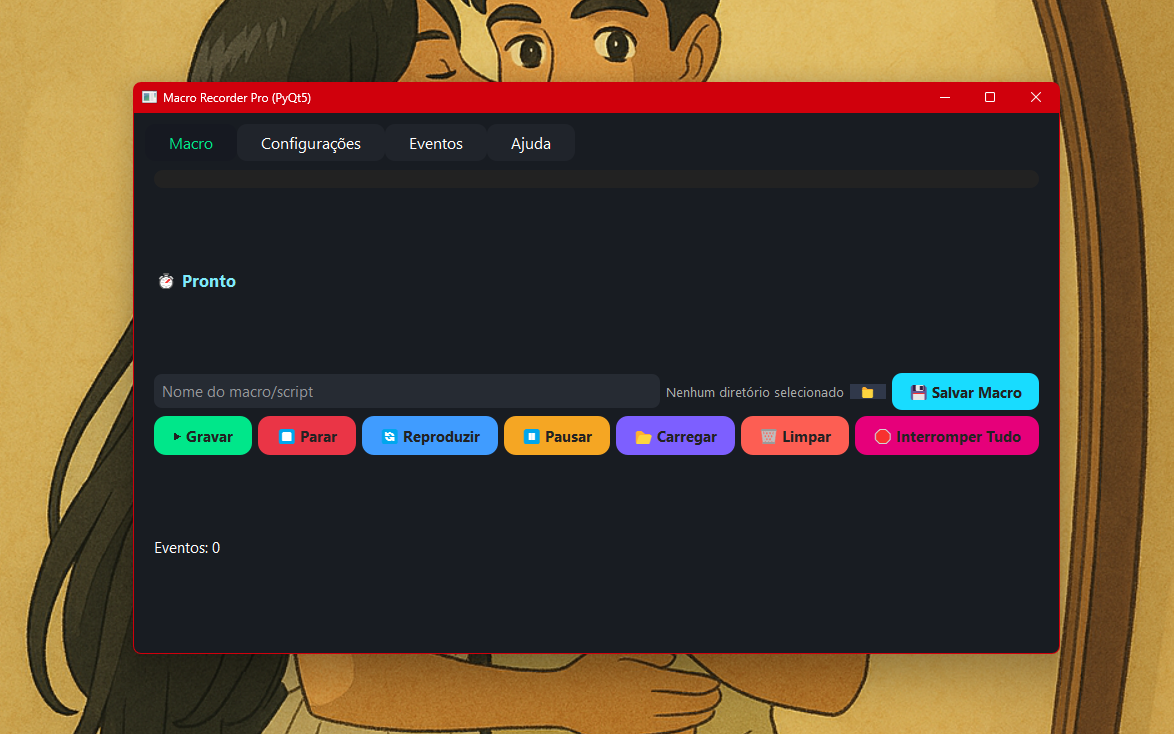 Macro Recorder Pro (PyQt5)
Macro Configurações Eventos Ajuda
Pronto
Nome do macro/script Nenhum diretório selecionado Salvar Macro
Gravar Parar Reproduzir Pausar Carregar Limpar Interromper Tudo
Eventos: 0